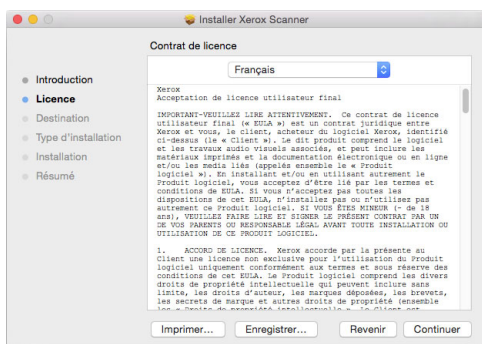 Installer Xerox Scanner
Contrat de licence
Introduction
Licence
Destination
Type d'installation
Installation
Résumé
Français
Xerox
Acceptation de licence utilisateur final
IMPORTANT-VEUILLEZ LIRE ATTENTIVEMENT.  Ce contrat de licence
utilisateur final (« EULA ») est un contrat juridique entre
Xerox et vous, le client, acheteur du logiciel Xerox, identifié
ci-dessus (le « Client »). Le dit produit comprend le logiciel
et les travaux audio visuels associés, et peut inclure les
matériaux imprimés et la documentation électronique ou en ligne
et/ou les media liés (appelés ensemble le « Produit
logiciel »). En installant et/ou en utilisant autrement le
Produit logiciel, vous acceptez d'être lié par les termes et
conditions de EULA. Si vous n'acceptez pas toutes les
dispositions de cet EULA, n'installez pas ou n'utilisez pas
autrement ce Produit logiciel. SI VOUS ÊTES MINEUR (- de 18
ans), VEUILLEZ FAIRE LIRE ET SIGNER LE PRÉSENT CONTRAT PAR UN
DE VOS PARENTS OU RESPONSABLE LÉGAL AVANT TOUTE INSTALLATION OU
UTILISATION DE CE PRODUIT LOGICIEL.
1.    ACCORD DE LICENCE.  Xerox accorde par la présente au
Client une licence non exclusive pour l'utilisation du Produit
logiciel uniquement conformément aux termes et sous réserve des
conditions de cet EULA. Le Produit logiciel comprend les divers
droits de propriété intellectuelle qui peuvent inclure sans
limite, les droits d'auteur, les marques déposées, les brevets,
les secrets de marque et autres droits de propriété (ensemble
les « Droits de propriété intellectuelle ». Le Client est
Imprimer... Enregistrer... Revenir Continuer